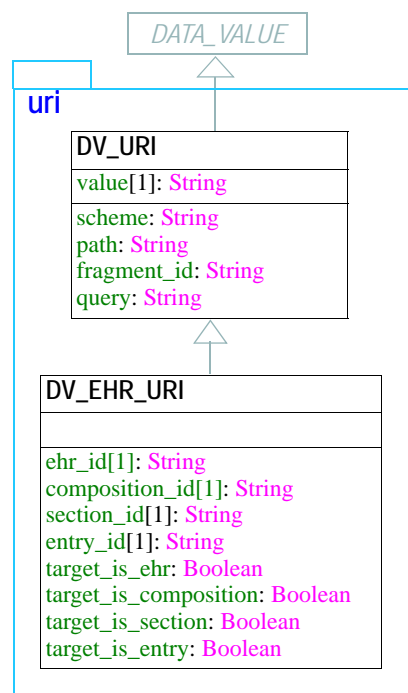 DATA_VALUE
uri
DV_URI
value[1]: String
scheme: String
path: String
fragment_id: String
query: String
DV_EHR_URI
ehr_id[1]: String
composition_id[1]: String
section_id[1]: String
entry_id[1]: String
target_is_ehr: Boolean
target_is_composition: Boolean
target_is_section: Boolean
target_is_entry: Boolean